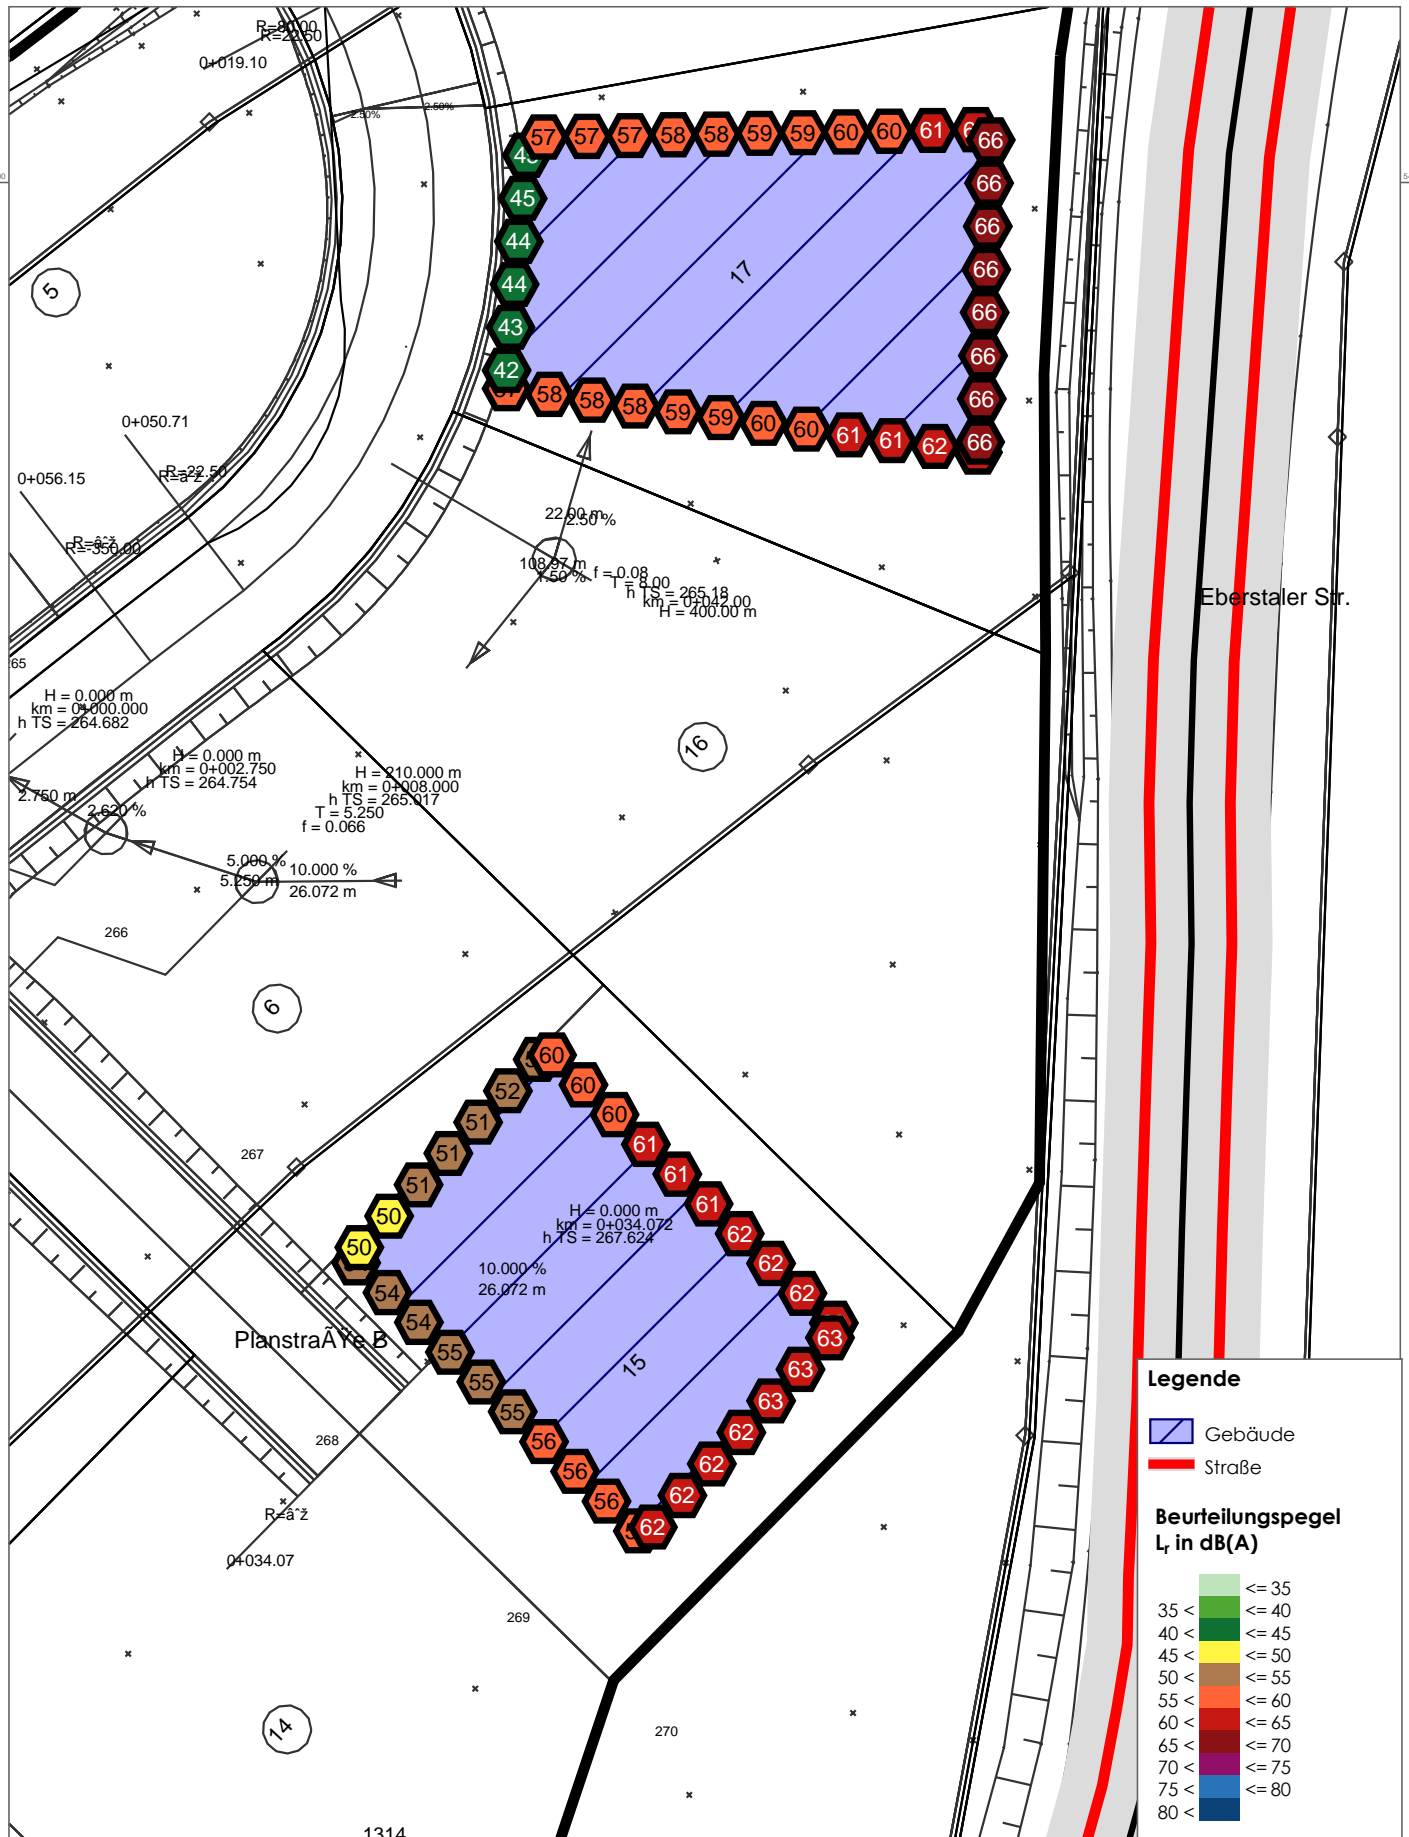 R=80.00
R=22.50
0+019.10
2.50%
2.50%
57 57 57 58 58 59 59 60 60 61
66
45
66
44
66
44
66
43
66
42
66
66
66
58 58 58 59 59 60 60 61 61 62
17
5
0+050.71
0+056.15
R=22.50
R=âˆž
R=âˆž
R=-350.00
22.00 m
2.50 %
108.97 m
1.50 %
f = 0.08
T = 8.00
h TS = 265.18
km = 0+042.00
H = 400.00 m
Eberstaler Str.
265
H = 0.000 m
km = 0+000.000
h TS = 264.682
H = 0.000 m
km = 0+002.750
h TS = 264.754
2.750 m
2.620 %
H = 210.000 m
km = 0+008.000
h TS = 265.017
T = 5.250
f = 0.066
5.000 %
5.250 m
10.000 %
26.072 m
16
266
6
267
60
60
60
61
61
61
62
62
62
52
51
51
51
50
50
54
54
55
55
55
56
56
56
63
63
63
62
62
62
62
H = 0.000 m
km = 0+034.072
h TS = 267.624
10.000 %
26.072 m
15
PlanstraÃŸe B
268
R=âˆž
0+034.07
269
270
14
1314
Legende
Gebäude
Straße
Beurteilungspegel
Lr in dB(A)
<= 35
35 < <= 40
40 < <= 45
45 < <= 50
50 < <= 55
55 < <= 60
60 < <= 65
65 < <= 70
70 < <= 75
75 < <= 80
80 <